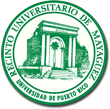 RECINTO UNIVERSITARIO DE MAYAGÜEZ
UNIVERSIDAD DE PUERTO RICO